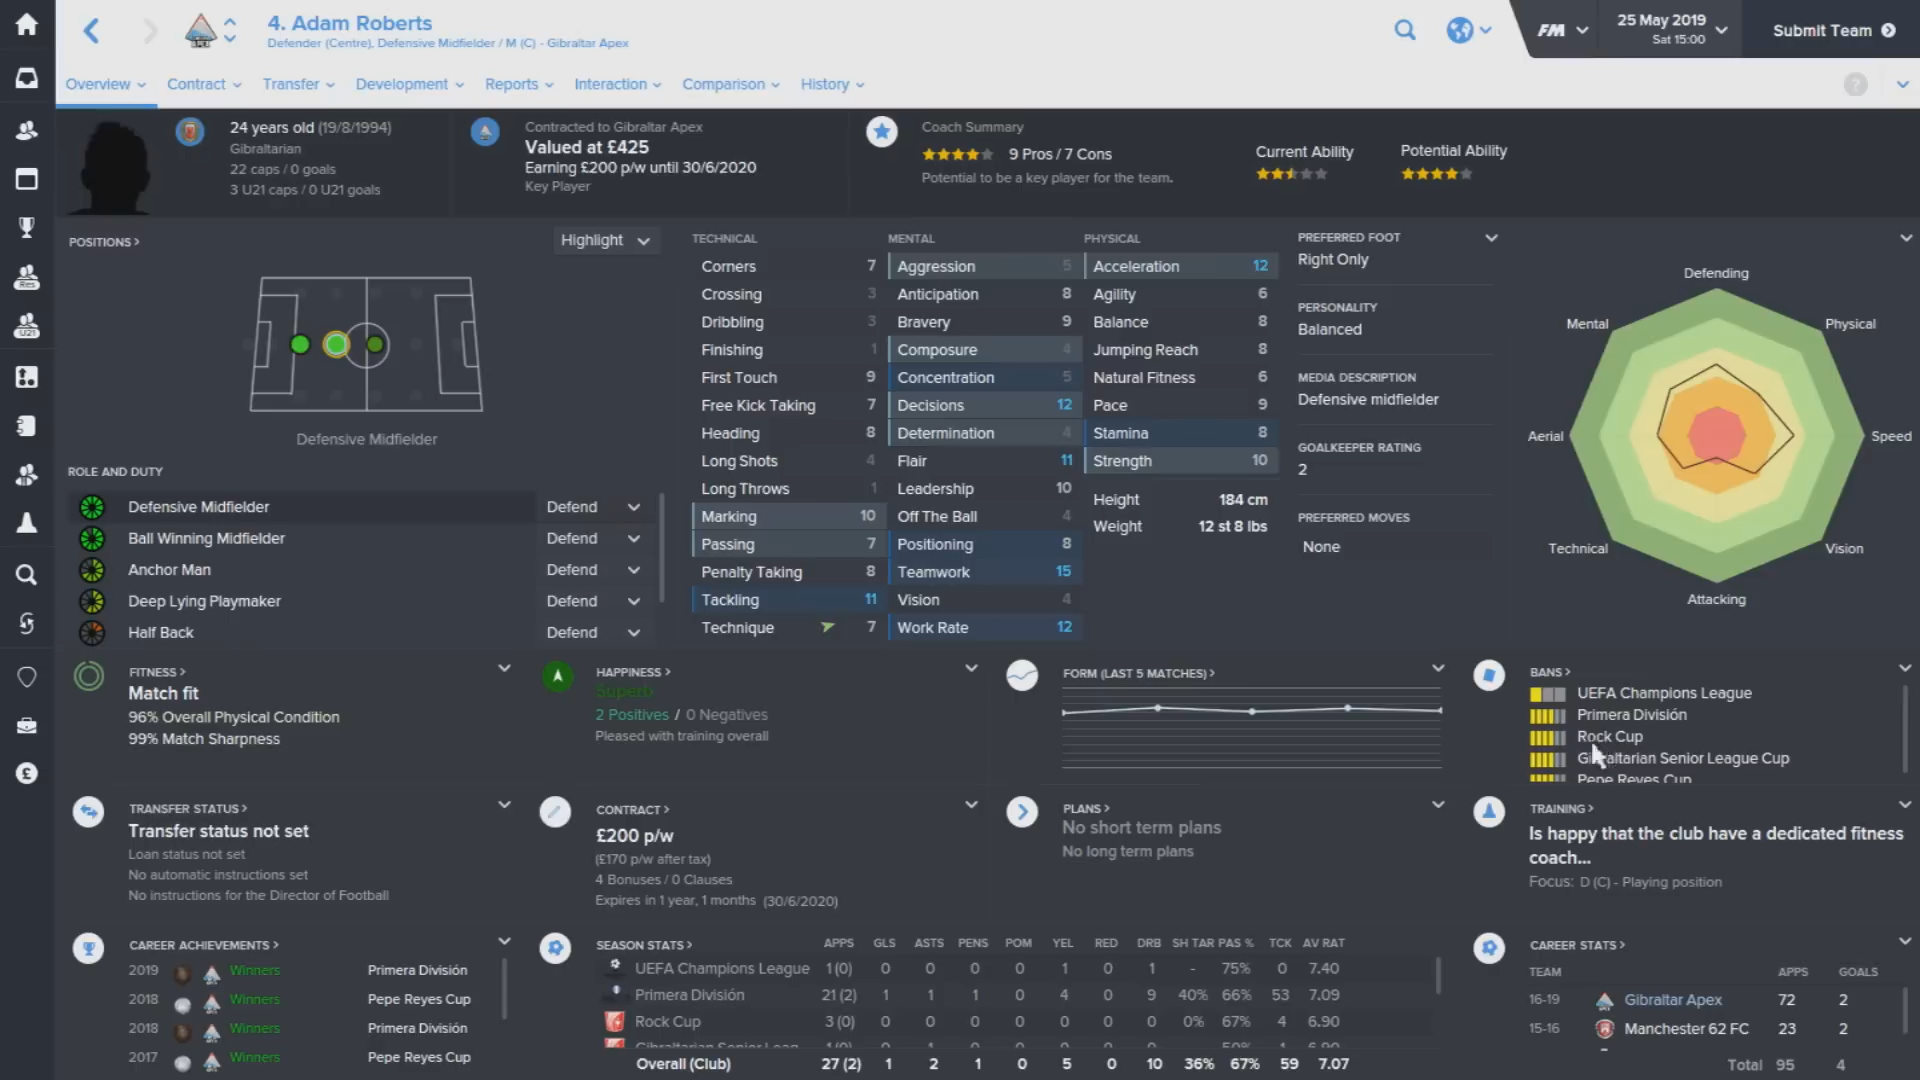 4. Adam Roberts
Defender (Centre), Defensive Midfielder / M (C) - Gibraltar Apex
FM
25 May 2019
Sat 15:00
Submit Team
Overview
Contract
Transfer
Development
Reports
Interaction
Comparison
History
?
24 years old (19/8/1994)
Gibraltarian
22 caps / 0 goals
3 U21 caps / 0 U21 goals
Contracted to Gibraltar Apex
Valued at £425
Earning £200 p/w until 30/6/2020
Key Player
Coach Summary
9 Pros / 7 Cons
Potential to be a key player for the team.
Current Ability
Potential Ability
POSITIONS >
Highlight
Defensive Midfielder
ROLE AND DUTY
Defensive Midfielder Defend
Ball Winning Midfielder Defend
Anchor Man Defend
Deep Lying Playmaker Defend
Half Back Defend
TECHNICAL
Corners 7
Crossing 3
Dribbling 3
Finishing 1
First Touch 9
Free Kick Taking 7
Heading 8
Long Shots 4
Long Throws 1
Marking 10
Passing 7
Penalty Taking 8
Tackling 11
Technique 7
MENTAL
Aggression 5
Anticipation 8
Bravery 9
Composure 4
Concentration 5
Decisions 12
Determination 4
Flair 11
Leadership 10
Off The Ball 4
Positioning 8
Teamwork 15
Vision 4
Work Rate 12
PHYSICAL
Acceleration 12
Agility 6
Balance 8
Jumping Reach 8
Natural Fitness 6
Pace 9
Stamina 8
Strength 10
Height 184 cm
Weight 12 st 8 lbs
PREFERRED FOOT
Right Only
PERSONALITY
Balanced
MEDIA DESCRIPTION
Defensive midfielder
GOALKEEPER RATING
2
PREFERRED MOVES
None
Defending
Mental
Physical
Aerial
Speed
Technical
Vision
Attacking
FITNESS >
Match fit
96% Overall Physical Condition
99% Match Sharpness
HAPPINESS >
Superb
2 Positives / 0 Negatives
Pleased with training overall
FORM (LAST 5 MATCHES) >
BANS >
UEFA Champions League
Primera División
Rock Cup
Gibraltarian Senior League Cup
Pepe Reyes Cup
TRANSFER STATUS >
Transfer status not set
Loan status not set
No automatic instructions set
No instructions for the Director of Football
CONTRACT >
£200 p/w
(£170 p/w after tax)
4 Bonuses / 0 Clauses
Expires in 1 year, 1 months (30/6/2020)
PLANS >
No short term plans
No long term plans
TRAINING >
Is happy that the club have a dedicated fitness
coach...
Focus: D (C) - Playing position
CAREER ACHIEVEMENTS >
2019 Winners Primera División
2018 Winners Pepe Reyes Cup
2018 Winners Primera División
2017 Winners Pepe Reyes Cup
SEASON STATS > APPS GLS ASTS PENS POM YEL RED DRB SH TAR PAS % TCK AV RAT
UEFA Champions League 1 (0) 0 0 0 0 1 0 1 - 75% 0 7.40
Primera División 21 (2) 1 1 1 0 4 0 9 40% 66% 53 7.09
Rock Cup 3 (0) 0 0 0 0 0 0 0 0% 67% 4 6.90
Overall (Club) 27 (2) 1 2 1 0 5 0 10 36% 67% 59 7.07
CAREER STATS >
TEAM APPS GOALS
16-19 Gibraltar Apex 72 2
15-16 Manchester 62 FC 23 2
Total 95 4
Res
U21